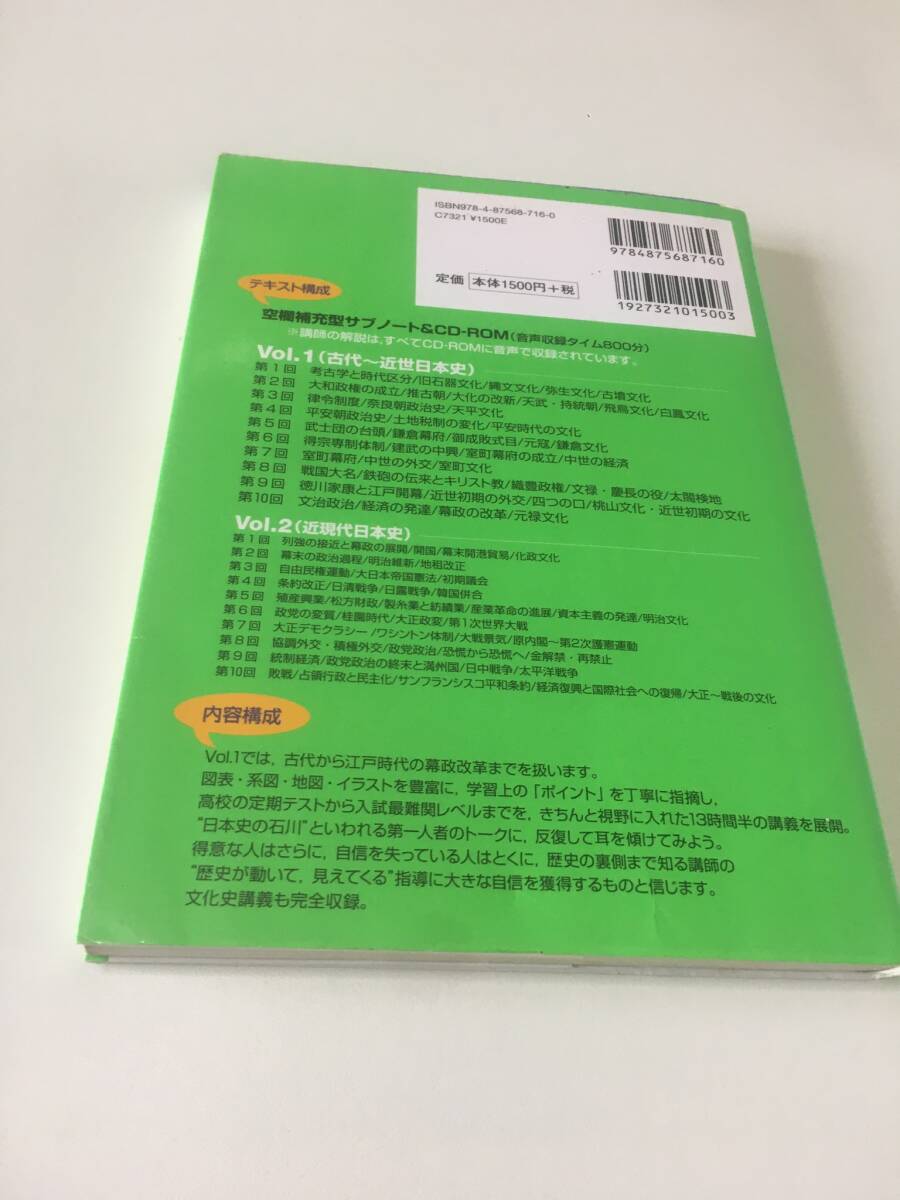 ISBN978-4-87568-716-0
C7321 ¥1500E
9784875687160
定価 本体1500円+税
1927321015003
テキスト構成
空欄補充型サブノート&CD-ROM(音声収録タイム800分)
※講師の解説は,すべてCD-ROMに音声で収録されています。
Vol.1(古代〜近世日本史)
第1回 考古学と時代区分/旧石器文化/縄文文化/弥生文化/古墳文化
第2回 大和政権の成立/推古朝/大化の改新/天武・持統朝/飛鳥文化/白鳳文化
第3回 律令制度/奈良朝政治史/天平文化
第4回 平安朝政治史/土地税制の変化/平安時代の文化
第5回 武士団の台頭/鎌倉幕府/御成敗式目/元寇/鎌倉文化
第6回 得宗専制体制/建武の中興/室町幕府の成立/中世の経済
第7回 室町幕府/中世の外交/室町文化
第8回 戦国大名/鉄砲の伝来とキリスト教/織豊政権/文禄・慶長の役/太閤検地
第9回 徳川家康と江戸開幕/近世初期の外交/四つの口/桃山文化・近世初期の文化
第10回 文治政治/経済の発達/幕政の改革/元禄文化
Vol.2(近現代日本史)
第1回 列強の接近と幕政の展開/開国/幕末開港貿易/化政文化
第2回 幕末の政治過程/明治維新/地租改正
第3回 自由民権運動/大日本帝国憲法/初期議会
第4回 条約改正/日清戦争/日露戦争/韓国併合
第5回 殖産興業/松方財政/製糸業と紡績業/産業革命の進展/資本主義の発達/明治文化
第6回 政党の変質/桂園時代/大正政変/第1次世界大戦
第7回 大正デモクラシー/ワシントン体制/大戦景気/原内閣〜第2次護憲運動
第8回 協調外交・積極外交/政党政治/恐慌から恐慌へ/金解禁・再禁止
第9回 統制経済/政党政治の終末と満州国/日中戦争/太平洋戦争
第10回 敗戦/占領行政と民主化/サンフランシスコ平和条約/経済復興と国際社会への復帰/大正〜戦後の文化
内容構成
Vol.1では,古代から江戸時代の幕政改革までを扱います。
図表・系図・地図・イラストを豊富に,学習上の「ポイント」を丁寧に指摘し,
高校の定期テストから入試最難関レベルまでを,きちんと視野に入れた13時間半の講義を展開。
“日本史の石川”といわれる第一人者のトークに,反復して耳を傾けてみよう。
得意な人はさらに,自信を失っている人はとくに,歴史の裏側まで知る講師の
“歴史が動いて,見えてくる”指導に大きな自信を獲得するものと信じます。
文化史講義も完全収録。